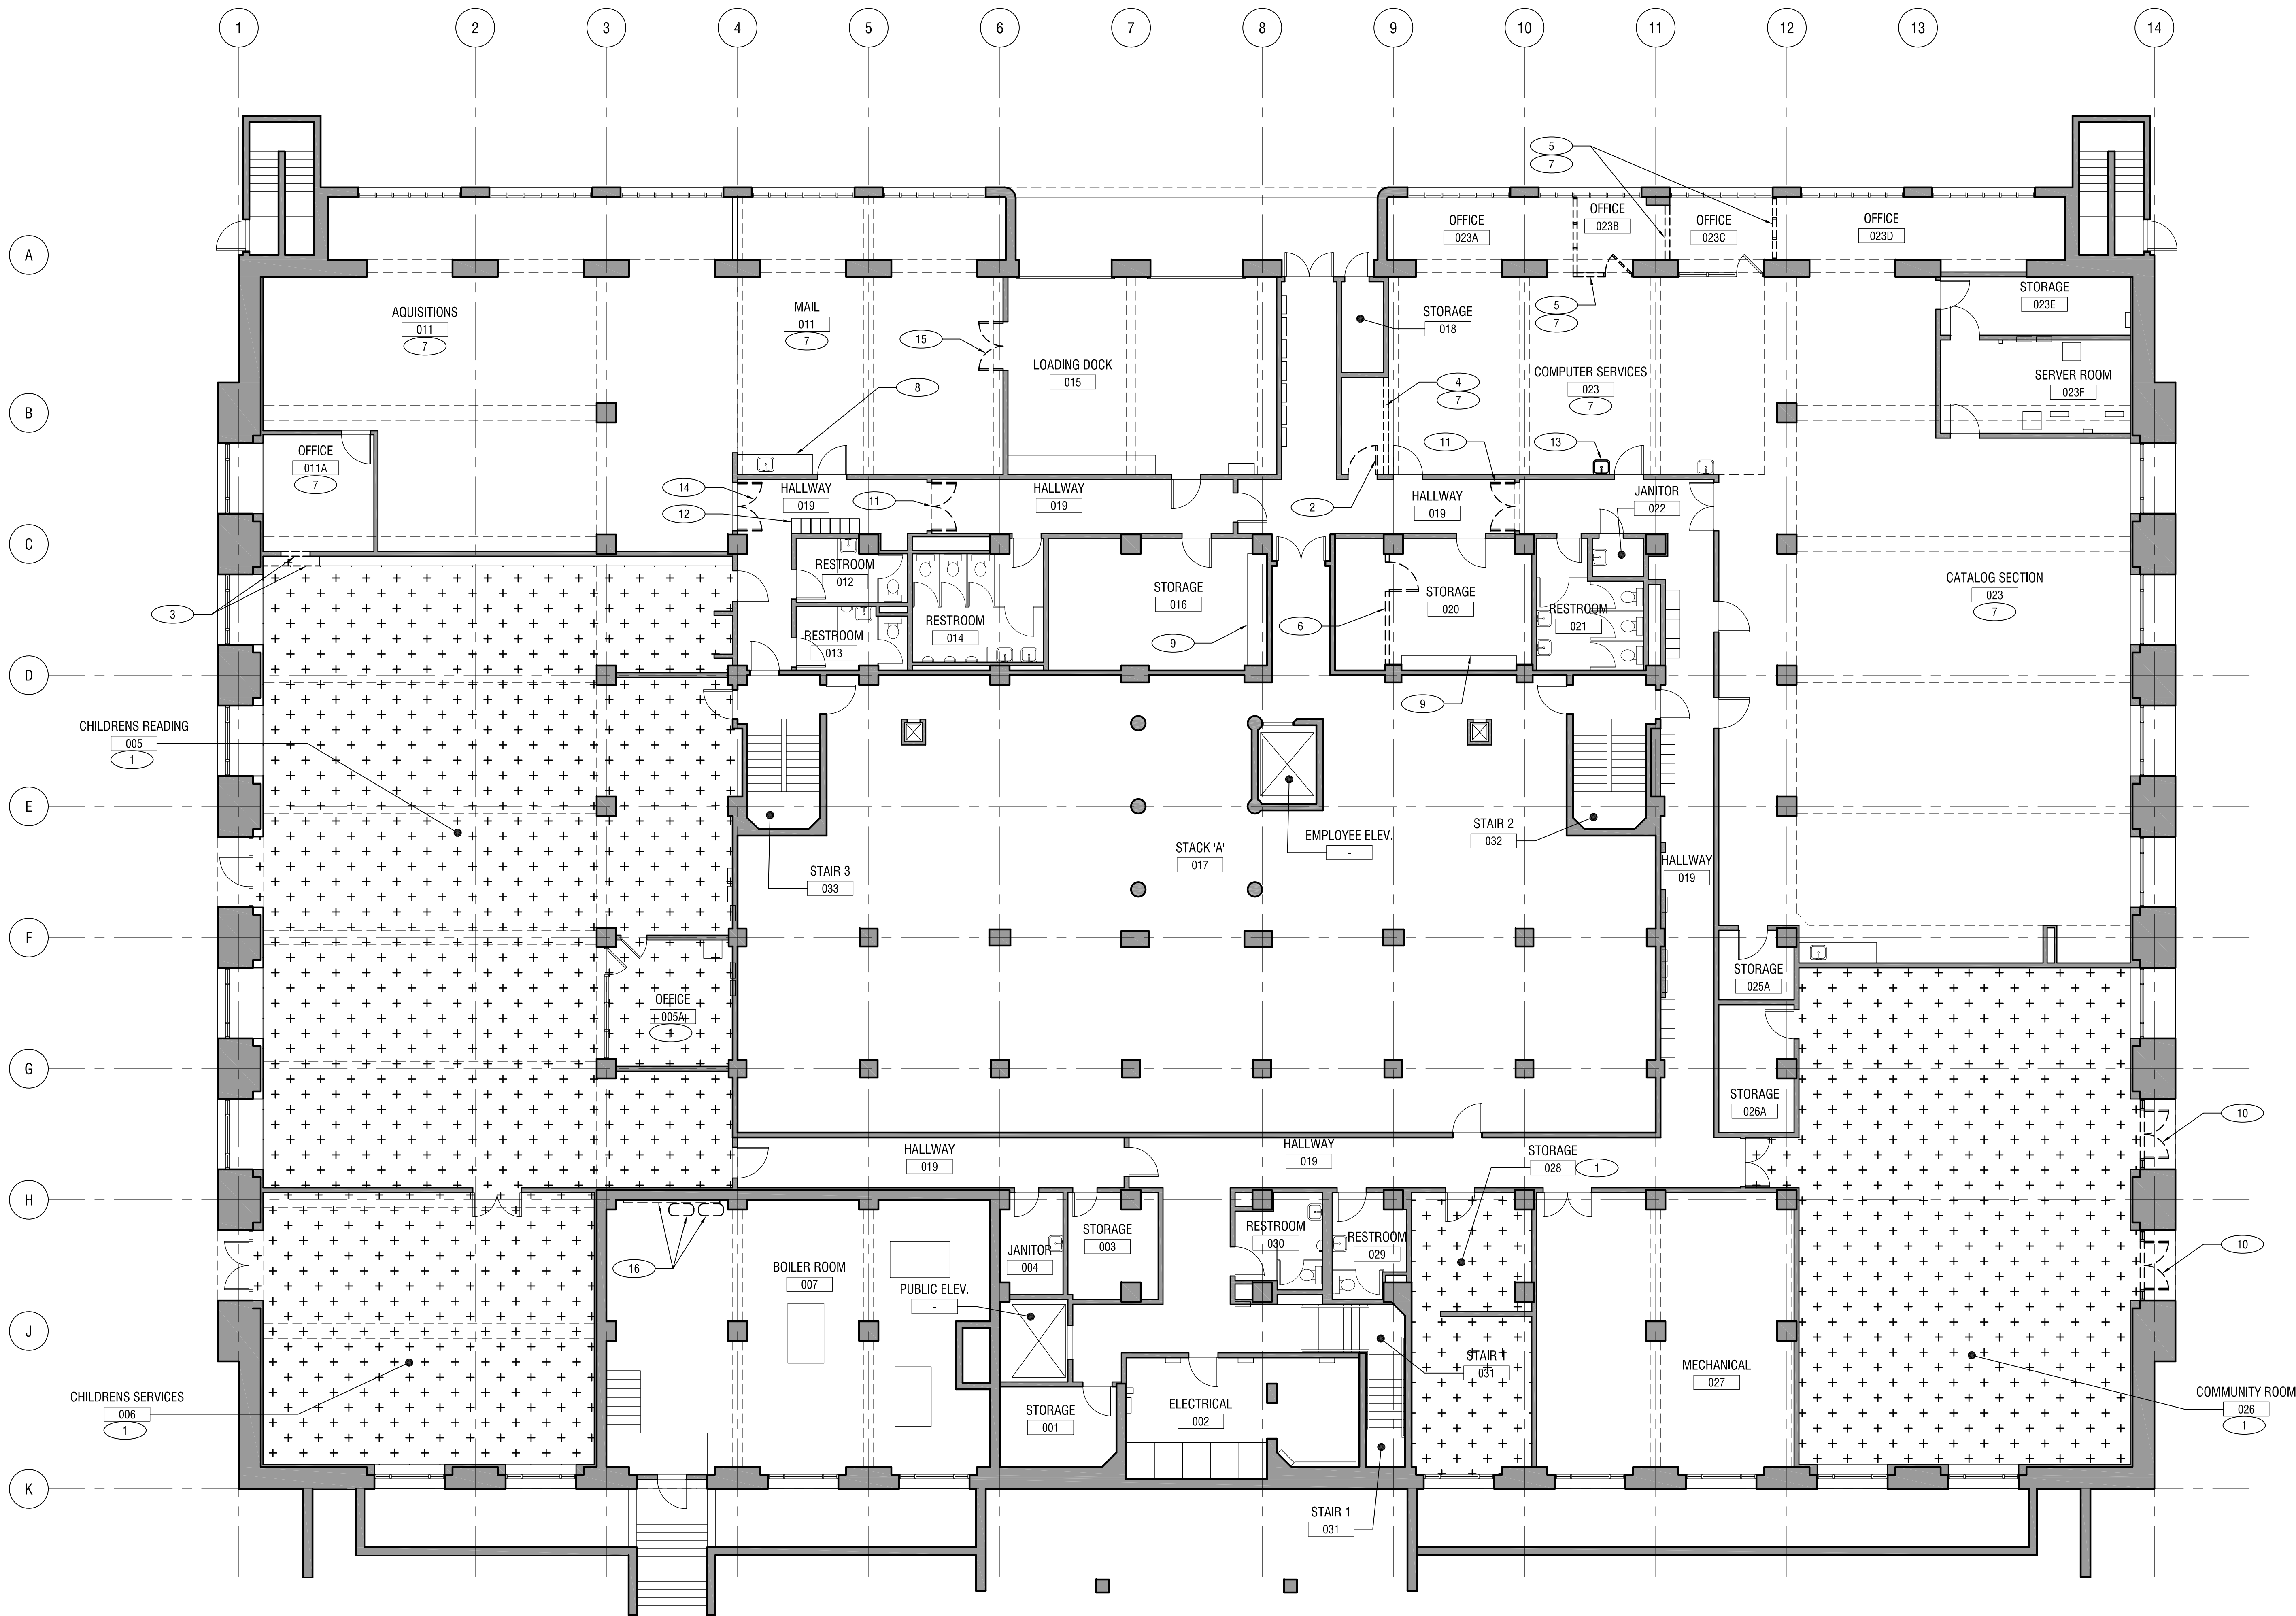 1 2 3 4 5 6 7 8 9 10 11 12 13 14
5
7
5
OFFICE
023A
OFFICE
023B
OFFICE
023C
OFFICE
023D
A
7
STORAGE
023E
AQUISITIONS
011
7
MAIL
011
7
15
LOADING DOCK
015
STORAGE
018
5
7
COMPUTER SERVICES
023
7
SERVER ROOM
023F
8
4
7
B
OFFICE
011A
7
11
13
14
12
HALLWAY
019
11
HALLWAY
019
2
HALLWAY
019
JANITOR
022
C
3
RESTROOM
012
RESTROOM
013
RESTROOM
014
STORAGE
016
9
6
STORAGE
020
RESTROOM
021
CATALOG SECTION
023
7
D
9
CHILDRENS READING
005
1
E
STAIR 3
033
STACK 'A'
017
EMPLOYEE ELEV.
-
STAIR 2
032
HALLWAY
019
F
OFFICE
005A
1
STORAGE
025A
G
STORAGE
026A
10
HALLWAY
019
HALLWAY
019
STORAGE
028
1
H
16
BOILER ROOM
007
JANITOR
004
STORAGE
003
RESTROOM
030
RESTROOM
029
10
PUBLIC ELEV.
-
J
STAIR 1
031
MECHANICAL
027
CHILDRENS SERVICES
006
1
STORAGE
001
ELECTRICAL
002
COMMUNITY ROOM
026
1
K
STAIR 1
031